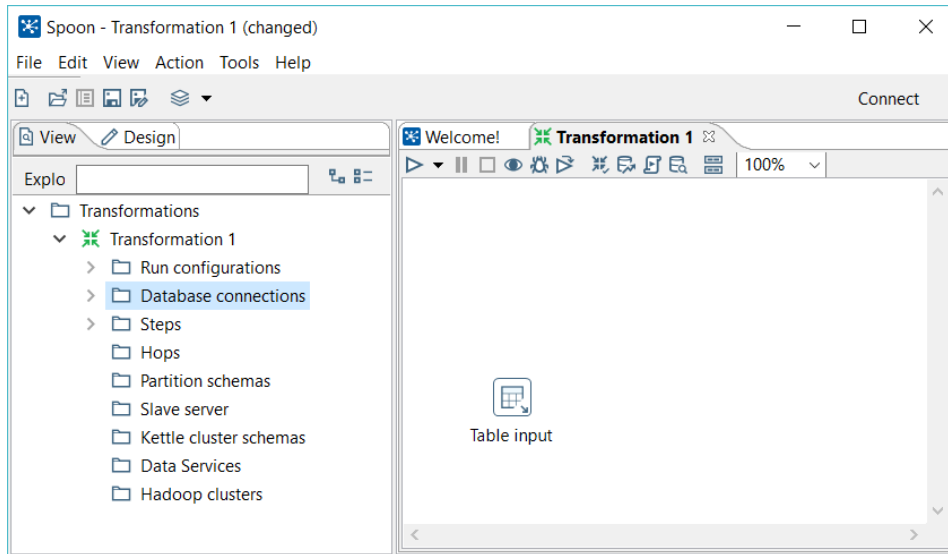 Spoon - Transformation 1 (changed)
File Edit View Action Tools Help
Connect
View Design
Explo
Transformations
Transformation 1
Run configurations
Database connections
Steps
Hops
Partition schemas
Slave server
Kettle cluster schemas
Data Services
Hadoop clusters
Welcome! Transformation 1
100%
Table input